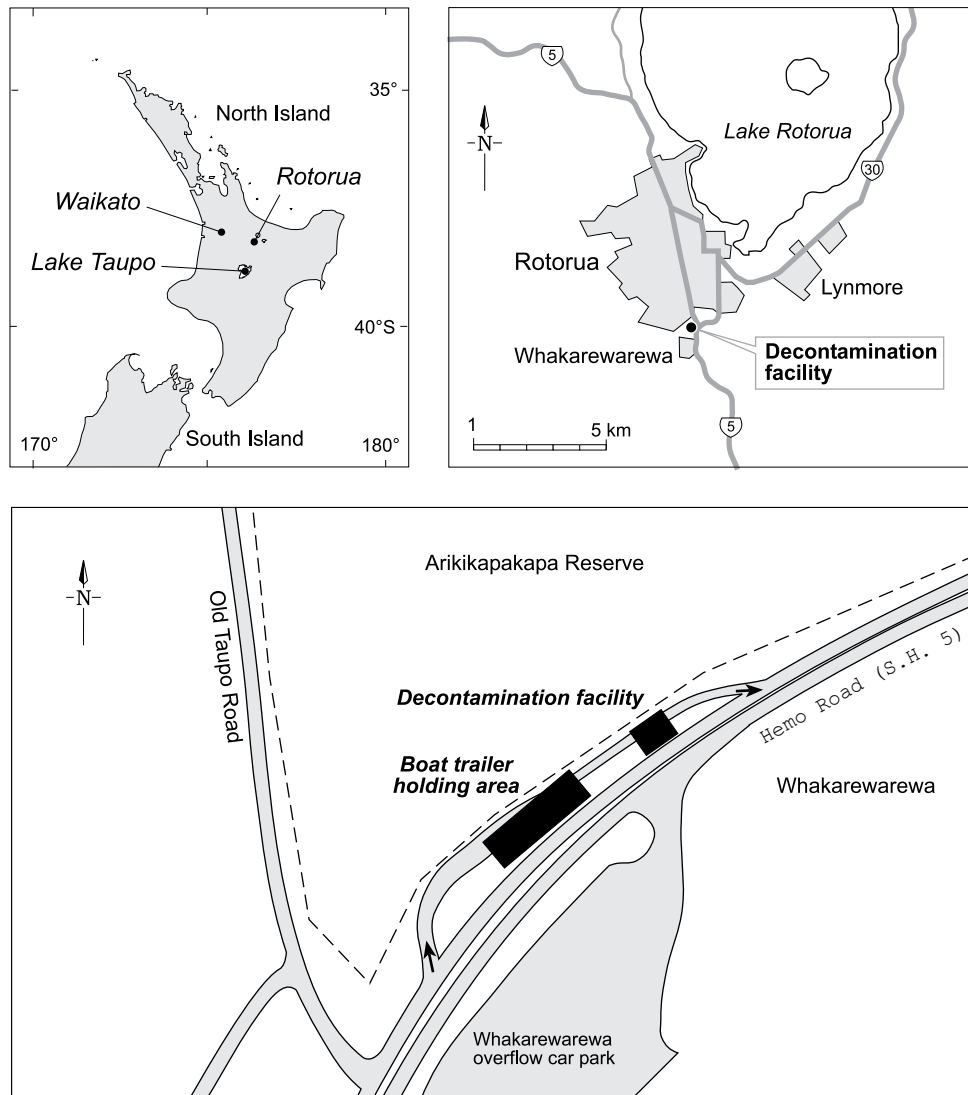 35°
North Island
Rotorua
Waikato
Lake Taupo
40°S
170°
South Island
180°
5
-N-
Lake Rotorua
30
Rotorua
Lynmore
Whakarewarewa
Decontamination
facility
1
5 km
5
-N-
Arikikapakapa Reserve
Old Taupo Road
Decontamination facility
Hemo Road (S.H. 5)
Boat trailer
holding area
Whakarewarewa
Whakarewarewa
overflow car park